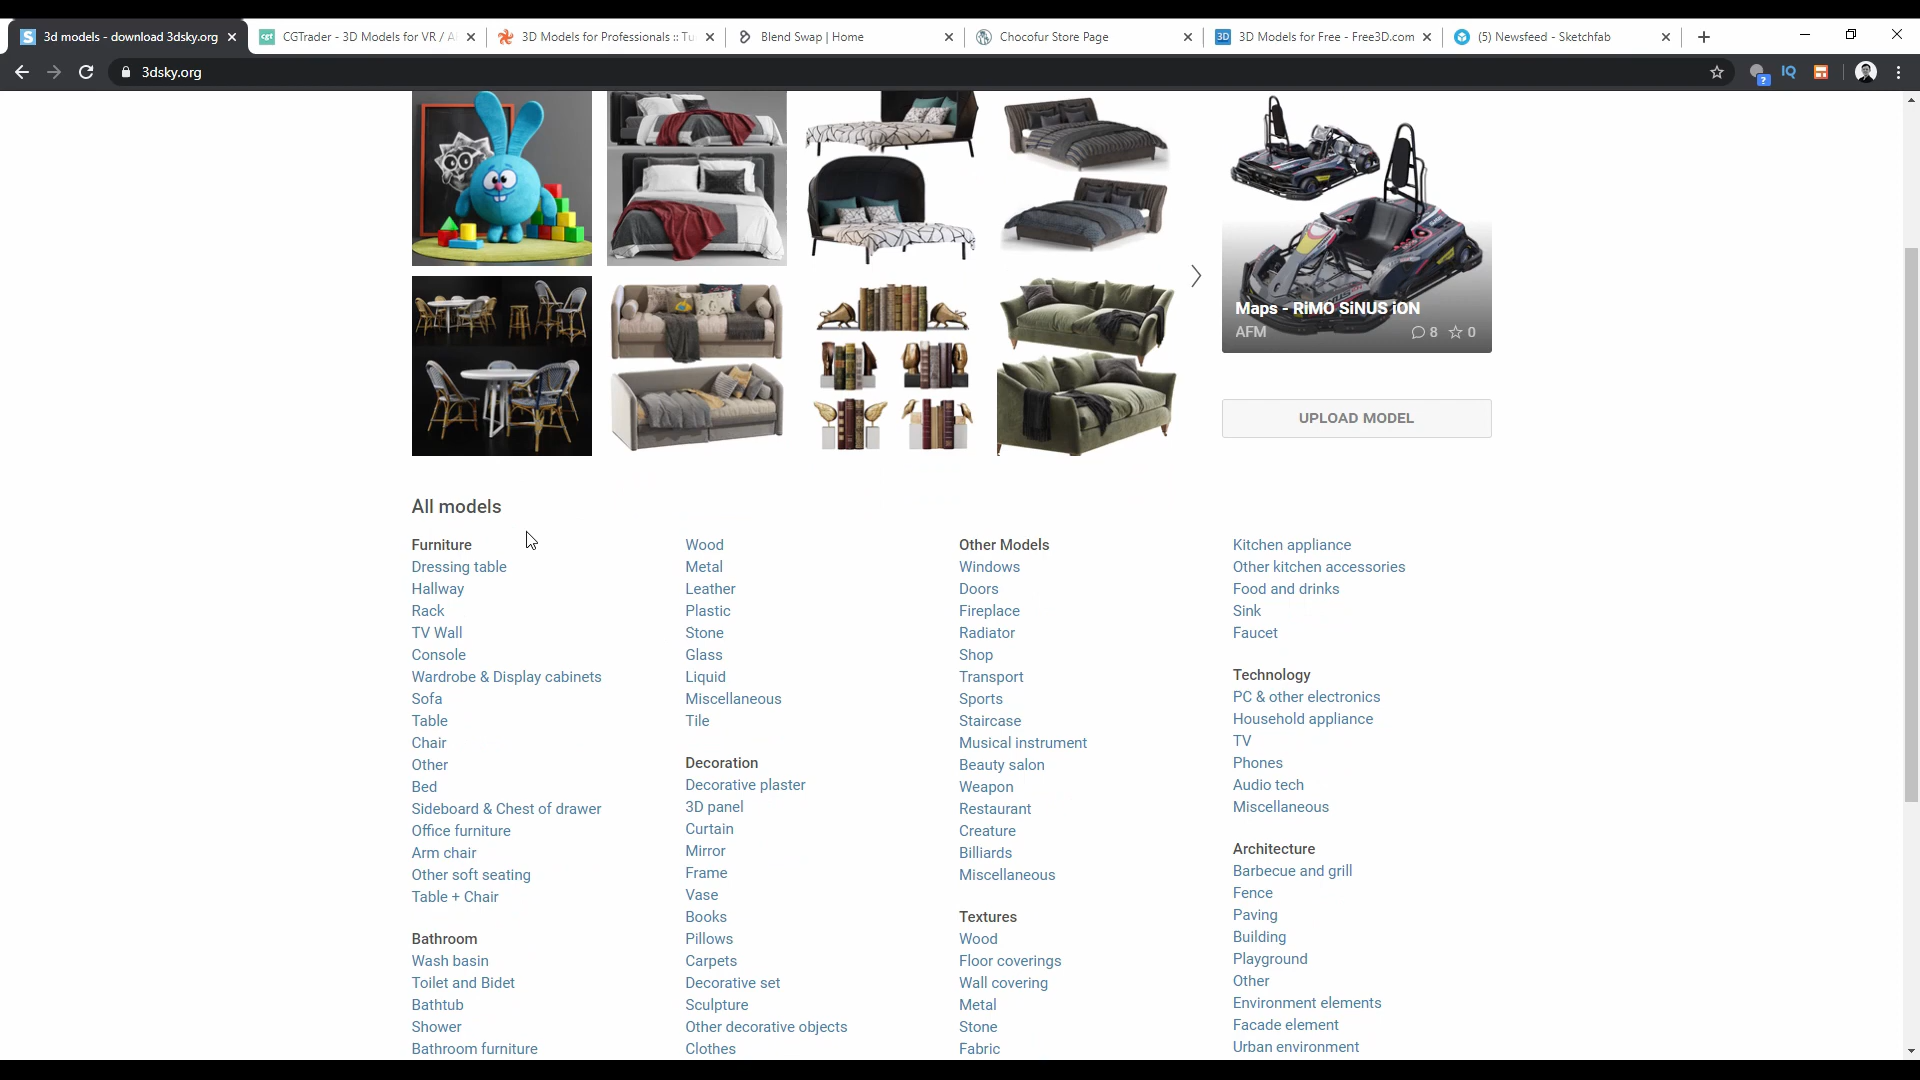 3d models - download 3dsky.org
CGTrader - 3D Models for VR / A
3D Models for Professionals :: Tu
Blend Swap | Home
Chocofur Store Page
3D Models for Free - Free3D.com
(5) Newsfeed - Sketchfab
3dsky.org
Maps - RiMO SiNUS iON
AFM
8
0
UPLOAD MODEL
All models
Furniture
Dressing table
Hallway
Rack
TV Wall
Console
Wardrobe & Display cabinets
Sofa
Table
Chair
Other
Bed
Sideboard & Chest of drawer
Office furniture
Arm chair
Other soft seating
Table + Chair
Bathroom
Wash basin
Toilet and Bidet
Bathtub
Shower
Bathroom furniture
Wood
Metal
Leather
Plastic
Stone
Glass
Liquid
Miscellaneous
Tile
Decoration
Decorative plaster
3D panel
Curtain
Mirror
Frame
Vase
Books
Pillows
Carpets
Decorative set
Sculpture
Other decorative objects
Clothes
Other Models
Windows
Doors
Fireplace
Radiator
Shop
Transport
Sports
Staircase
Musical instrument
Beauty salon
Weapon
Restaurant
Creature
Billiards
Miscellaneous
Textures
Wood
Floor coverings
Wall covering
Metal
Stone
Fabric
Kitchen appliance
Other kitchen accessories
Food and drinks
Sink
Faucet
Technology
PC & other electronics
Household appliance
TV
Phones
Audio tech
Miscellaneous
Architecture
Barbecue and grill
Fence
Paving
Building
Playground
Other
Environment elements
Facade element
Urban environment